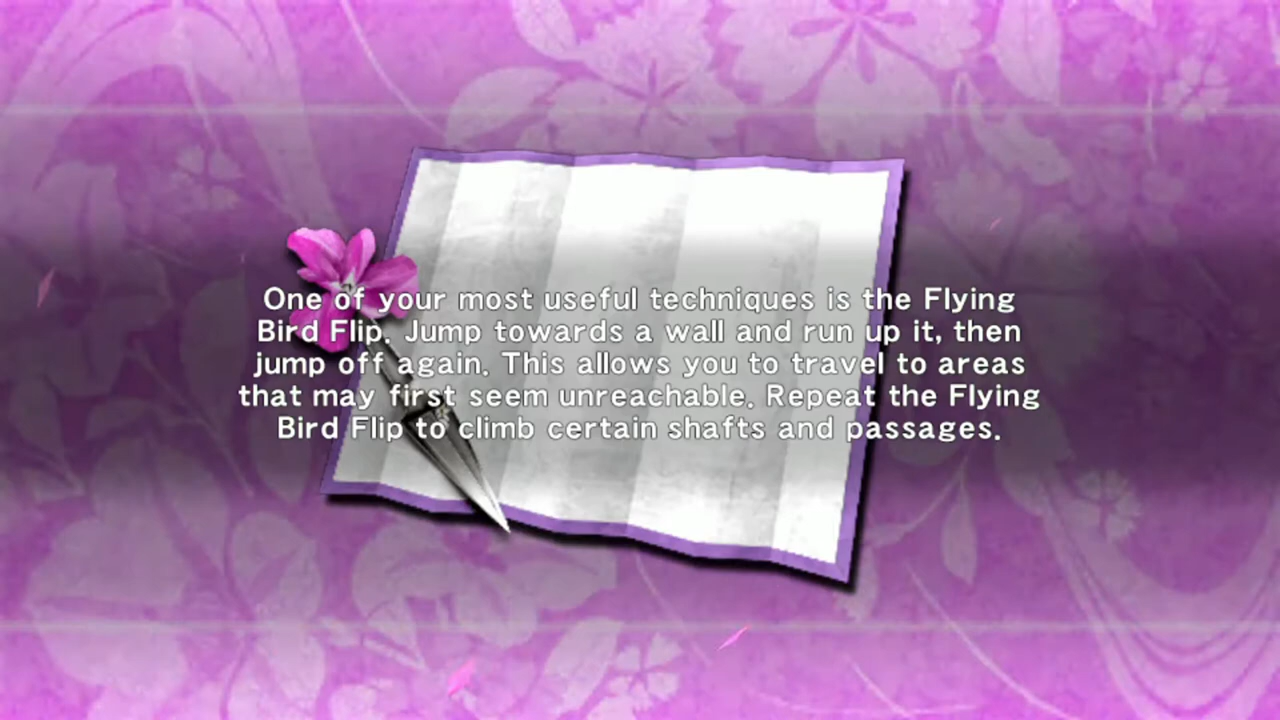 One of your most useful techniques is the Flying
Bird Flip. Jump towards a wall and run up it, then
jump off again. This allows you to travel to areas
that may first seem unreachable. Repeat the Flying
Bird Flip to climb certain shafts and passages.